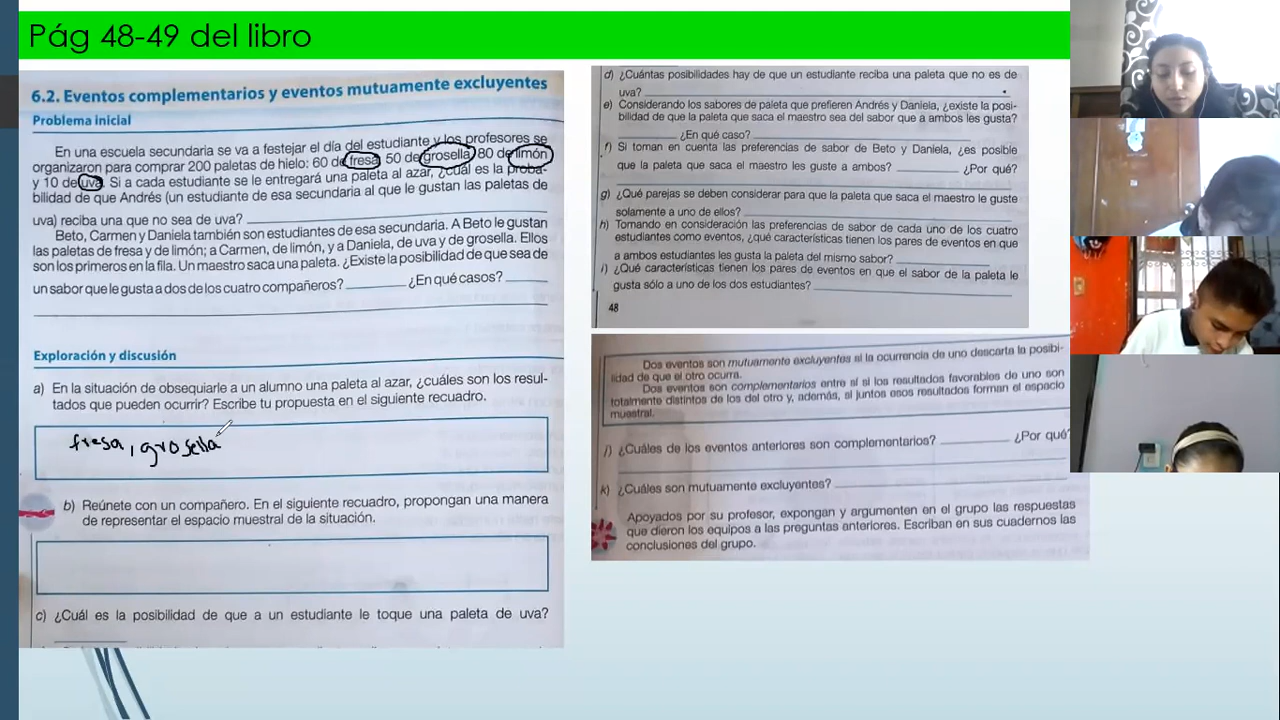 Pág 48-49 del libro
6.2. Eventos complementarios y eventos mutuamente excluyentes
Problema inicial
En una escuela secundaria se va a festejar el día del estudiante y los profesores se
organizaron para comprar 200 paletas de hielo: 60 de fresa, 50 de grosella, 80 de limón
y 10 de uva. Si a cada estudiante se le entregará una paleta al azar, ¿cuál es la proba-
bilidad de que Andrés (un estudiante de esa secundaria al que le gustan las paletas de
uva) reciba una que no sea de uva?
Beto, Carmen y Daniela también son estudiantes de esa secundaria. A Beto le gustan
las paletas de fresa y de limón; a Carmen, de limón, y a Daniela, de uva y de grosella. Ellos
son los primeros en la fila. Un maestro saca una paleta. ¿Existe la posibilidad de que sea de
un sabor que le gusta a dos de los cuatro compañeros? ¿En qué casos?
Exploración y discusión
a) En la situación de obsequiarle a un alumno una paleta al azar, ¿cuáles son los resul-
tados que pueden ocurrir? Escribe tu propuesta en el siguiente recuadro.
fresa, grosella
b) Reúnete con un compañero. En el siguiente recuadro, propongan una manera
de representar el espacio muestral de la situación.
c) ¿Cuál es la posibilidad de que a un estudiante le toque una paleta de uva?
d) ¿Cuántas posibilidades hay de que un estudiante reciba una paleta que no es de
uva?
e) Considerando los sabores de paleta que prefieren Andrés y Daniela, ¿existe la posi-
bilidad de que la paleta que saca el maestro sea del sabor que a ambos les gusta?
¿En qué caso?
f) Si toman en cuenta las preferencias de sabor de Beto y Daniela, ¿es posible
que la paleta que saca el maestro les guste a ambos? ¿Por qué?
g) ¿Qué parejas se deben considerar para que la paleta que saca el maestro le guste
solamente a uno de ellos?
h) Tomando en consideración las preferencias de sabor de cada uno de los cuatro
estudiantes como eventos, ¿qué características tienen los pares de eventos en que
a ambos estudiantes les gusta la paleta del mismo sabor?
i) ¿Qué características tienen los pares de eventos en que el sabor de la paleta le
gusta sólo a uno de los dos estudiantes?
48
Dos eventos son mutuamente excluyentes si la ocurrencia de uno descarta la posibi-
lidad de que el otro ocurra.
Dos eventos son complementarios entre sí si los resultados favorables de uno son
totalmente distintos de los del otro y, además, si juntos esos resultados forman el espacio
muestral.
j) ¿Cuáles de los eventos anteriores son complementarios? ¿Por qué?
k) ¿Cuáles son mutuamente excluyentes?
Apoyados por su profesor, expongan y argumenten en el grupo las respuestas
que dieron los equipos a las preguntas anteriores. Escriban en sus cuadernos las
conclusiones del grupo.